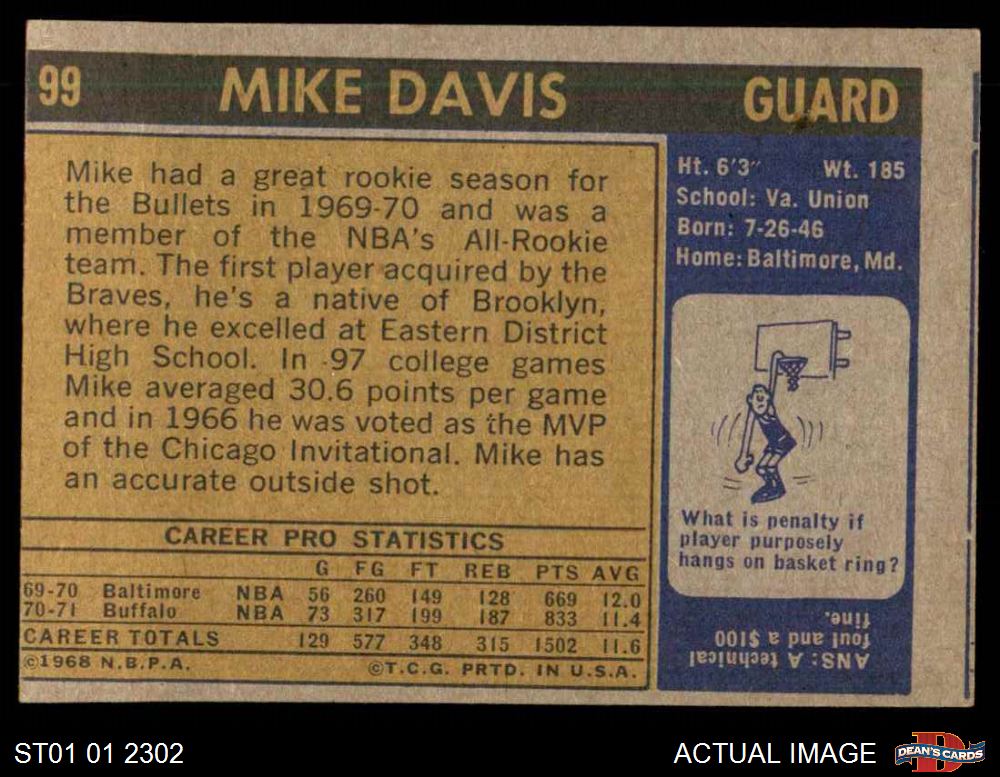 99 MIKE DAVIS GUARD
Mike had a great rookie season for
the Bullets in 1969-70 and was a
member of the NBA's All-Rookie
team. The first player acquired by the
Braves, he's a native of Brooklyn,
where he excelled at Eastern District
High School. In 97 college games
Mike averaged 30.6 points per game
and in 1966 he was voted as the MVP
of the Chicago Invitational. Mike has
an accurate outside shot.
Ht. 6'3" Wt. 185
School: Va. Union
Born: 7-26-46
Home: Baltimore, Md.
What is penalty if
player purposely
hangs on basket ring?
ANS: A technical
foul and a $100
fine.
CAREER PRO STATISTICS
G FG FT REB PTS AVG
69-70 Baltimore NBA 56 260 149 128 669 12.0
70-71 Buffalo NBA 73 317 199 187 833 11.4
CAREER TOTALS 129 577 348 315 1502 11.6
©1968 N.B.P.A. ©T.C.G. PRTD. IN U.S.A.
ST01 01 2302 ACTUAL IMAGE DEAN'S CARDS